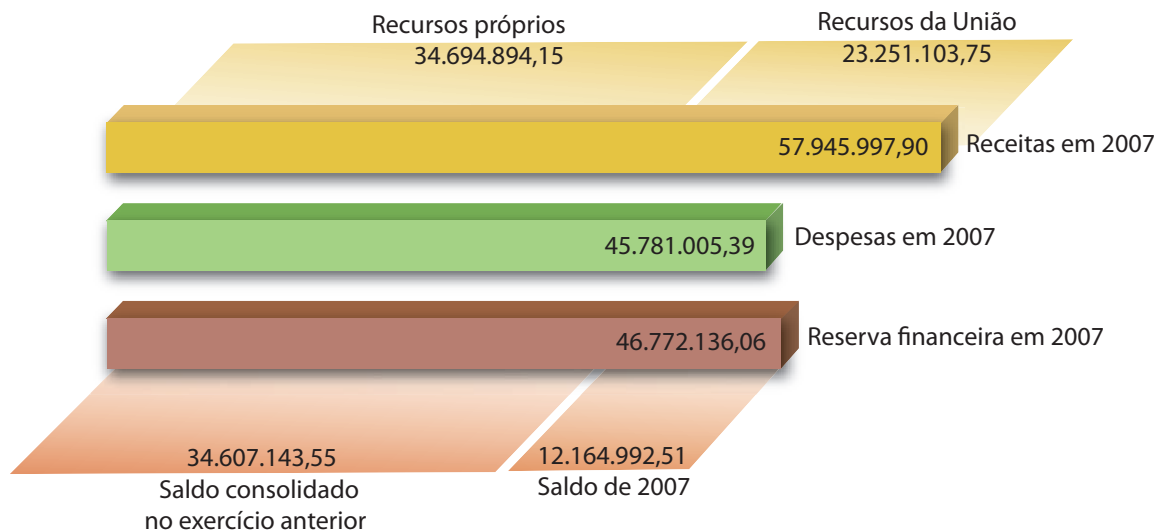 Recursos próprios
34.694.894,15
Recursos da União
23.251.103,75
57.945.997,90
Receitas em 2007
45.781.005,39
Despesas em 2007
46.772.136,06
Reserva financeira em 2007
34.607.143,55
Saldo consolidado
no exercício anterior
12.164.992,51
Saldo de 2007